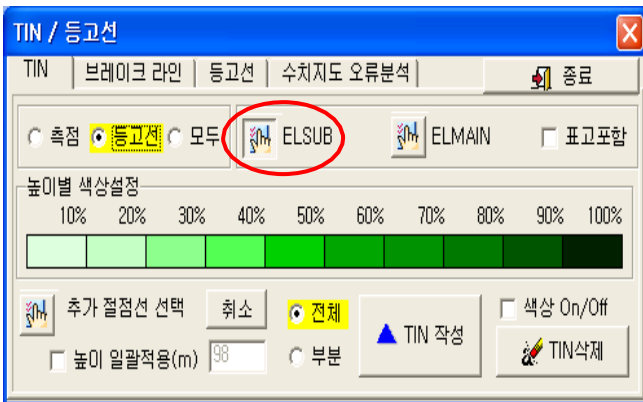 TIN / 등고선
TIN 브레이크 라인 등고선 수치지도 오류분석 종료
측점 등고선 모두 ELSUB ELMAIN 표고포함
높이별 색상설정
10% 20% 30% 40% 50% 60% 70% 80% 90% 100%
추가 절점선 선택 취소 전체 TIN 작성 색상 On/Off
높이 일괄적용(m) 98 부분 TIN삭제